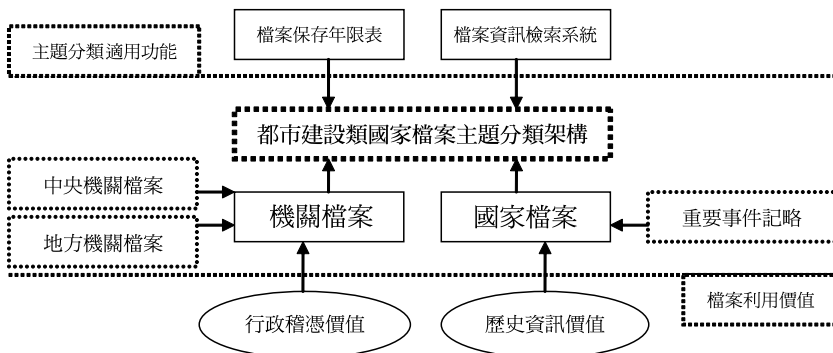 檔案保存年限表
檔案資訊檢索系統
主題分類適用功能
都市建設類國家檔案主題分類架構
中央機關檔案
機關檔案
國家檔案
重要事件記略
地方機關檔案
檔案利用價值
行政稽憑價值
歷史資訊價值